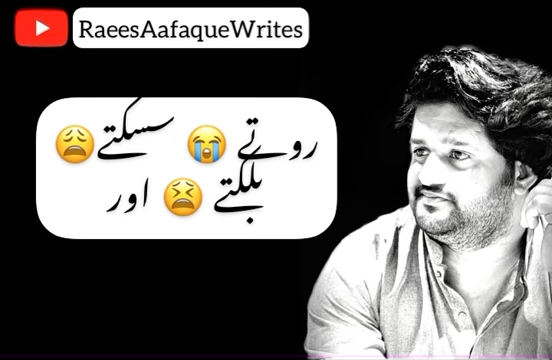 RaeesAafaqueWrites
روتے 😭 سسکتے 😩
بلکتے 😫 اور